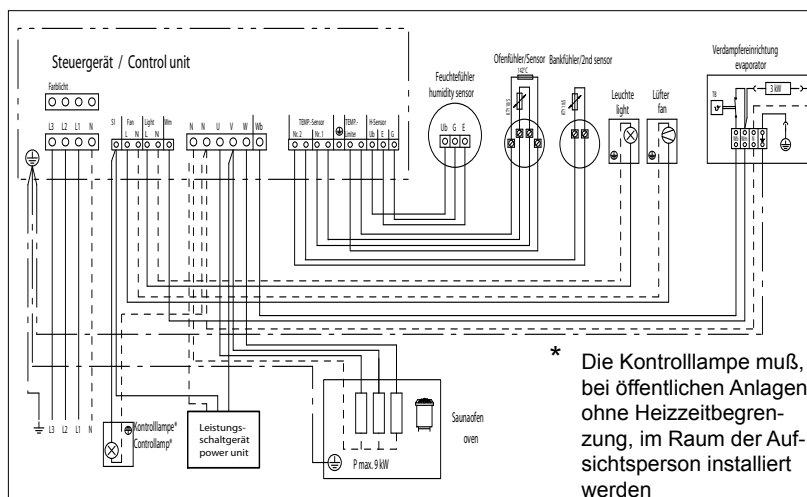 Steuergerät / Control unit
Farblicht
L3 L2 L1 N
S1 Fan Light Wm
L N L N
N N U V W Wb
TEMP.-Sensor
Nr. 2 Nr. 1
TEMP.-
Limiter
H-Sensor
Ub E G
Feuchtefühler
humidity sensor
Ub G E
Ofenfühler/Sensor
142°C
Bankfühler/2nd sensor
Leuchte
light
Lüfter
fan
Verdampfereinrichtung
evaporator
TB
3 kW
L3 L2 L1 N
Kontrolllampe*
Controllamp*
Leistungs-
schaltgerät
power unit
P max. 9 kW
Saunaofen
oven
* Die Kontrolllampe muß,
bei öffentlichen Anlagen
ohne Heizzeitbegren-
zung, im Raum der Auf-
sichtsperson installiert
werden